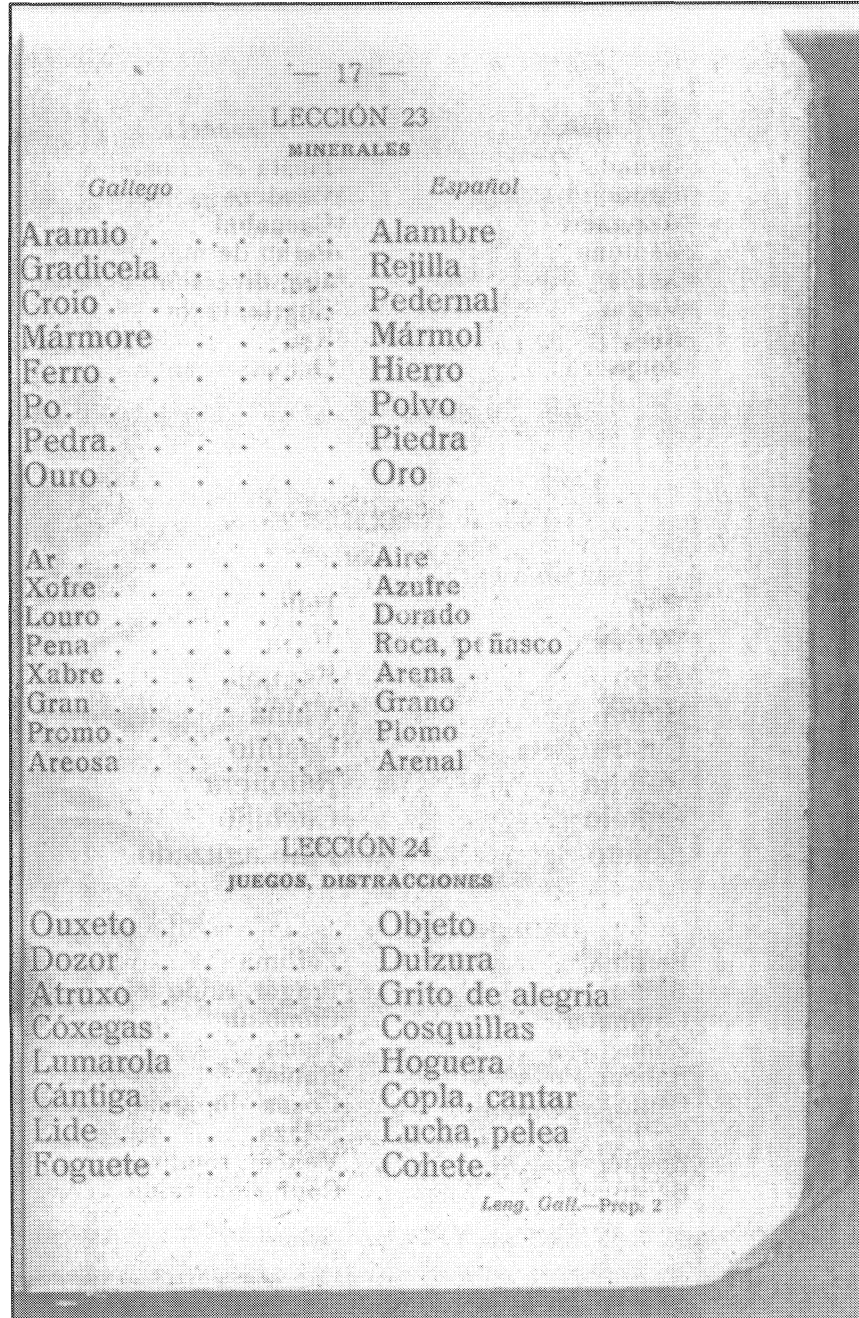 — 17 —
LECCIÓN 23
MINERALES
Gallego Español
Aramio . . . . . Alambre
Gradicela . . . . Rejilla
Croio . . . . . . Pedernal
Mármore . . . . Mármol
Ferro . . . . . . Hierro
Po. . . . . . . Polvo
Pedra. . . . . . Piedra
Ouro . . . . . . Oro
Ar . . . . . . . . Aire
Xofre . . . . . . . Azufre
Louro . . . . . . . Dorado
Pena . . . . . . . Roca, peñasco
Xabre . . . . . . . Arena
Gran . . . . . . . Grano
Promo . . . . . . . Plomo
Areosa . . . . . . Arenal
LECCIÓN 24
JUEGOS, DISTRACCIONES
Ouxeto . . . . . Objeto
Dozor . . . . . Dulzura
Atruxo . . . . . Grito de alegría
Cóxegas . . . . . Cosquillas
Lumarola . . . . Hoguera
Cántiga . . . . . Copla, cantar
Lide . . . . . . Lucha, pelea
Foguete . . . . . Cohete.
Leng. Gall.—Prep. 2